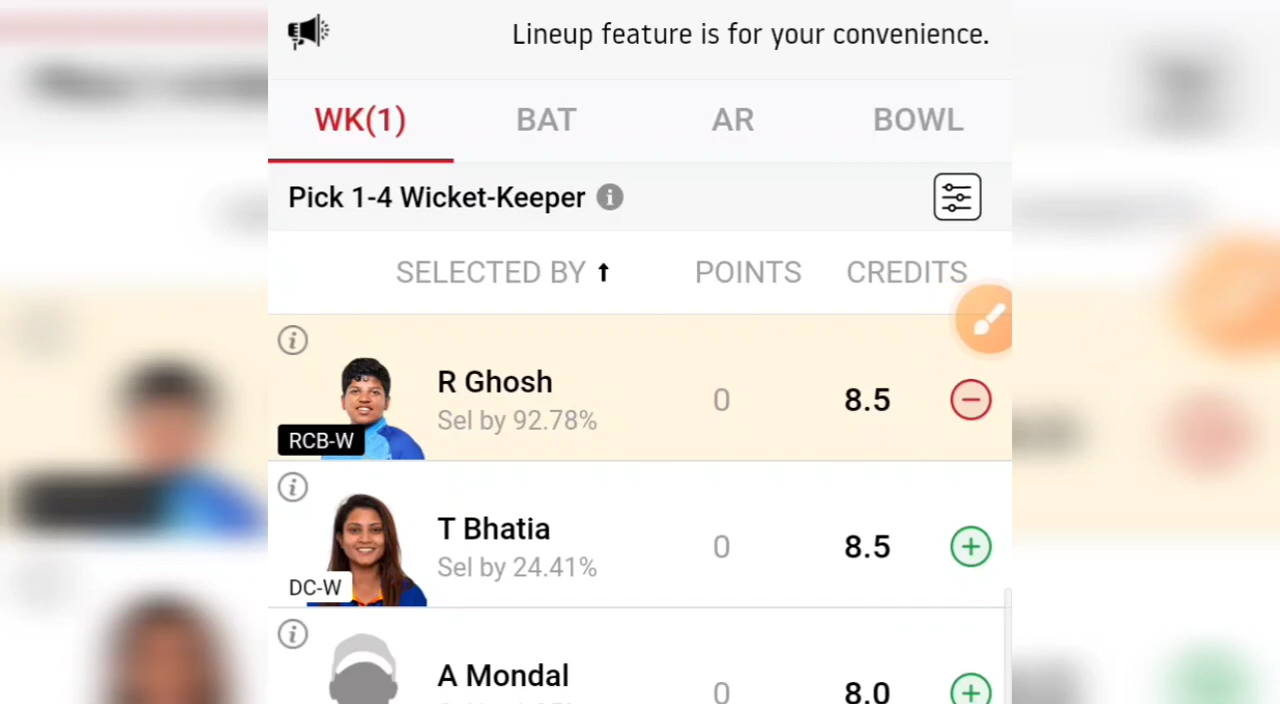 Lineup feature is for your convenience.
WK(1) BAT AR BOWL
Pick 1-4 Wicket-Keeper
SELECTED BY ↑ POINTS CREDITS
R Ghosh
Sel by 92.78%
0 8.5
RCB-W
T Bhatia
Sel by 24.41%
0 8.5
DC-W
A Mondal
0 8.0